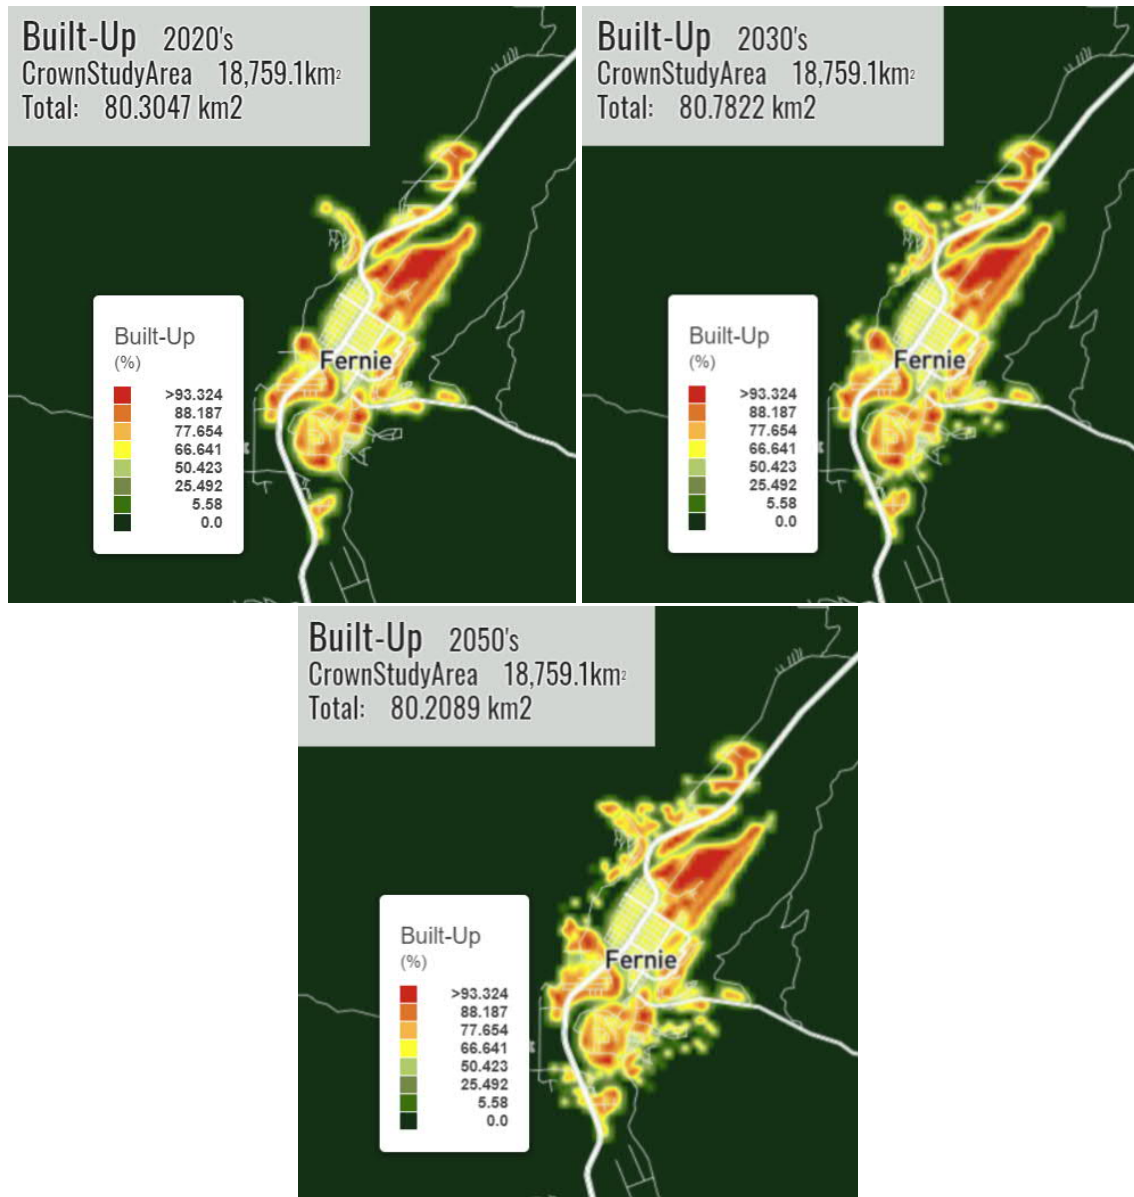 Built-Up 2020's
CrownStudyArea 18,759.1km2
Total: 80.3047 km2
Built-Up
(%)
>93.324
88.187
77.654
66.641
50.423
25.492
5.58
0.0
Fernie
Built-Up 2030's
CrownStudyArea 18,759.1km2
Total: 80.7822 km2
Built-Up
(%)
>93.324
88.187
77.654
66.641
50.423
25.492
5.58
0.0
Fernie
Built-Up 2050's
CrownStudyArea 18,759.1km2
Total: 80.2089 km2
Built-Up
(%)
>93.324
88.187
77.654
66.641
50.423
25.492
5.58
0.0
Fernie